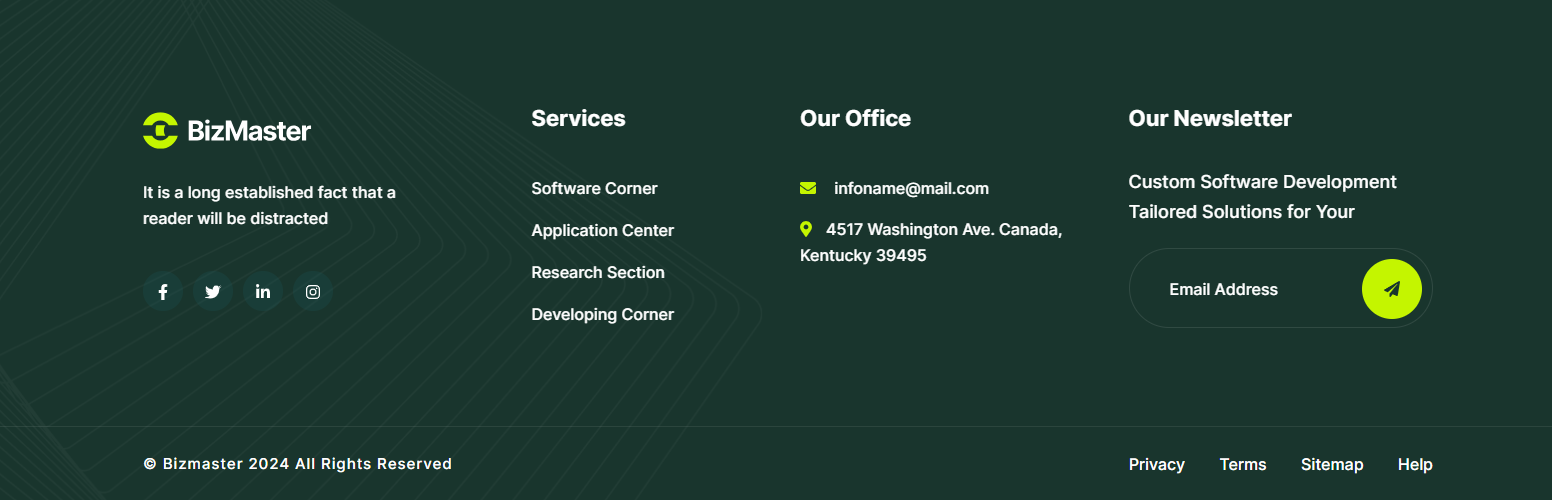 BizMaster
It is a long established fact that a
reader will be distracted
Services
Software Corner
Application Center
Research Section
Developing Corner
Our Office
infoname@mail.com
4517 Washington Ave. Canada,
Kentucky 39495
Our Newsletter
Custom Software Development
Tailored Solutions for Your
Email Address
© Bizmaster 2024 All Rights Reserved
Privacy Terms Sitemap Help